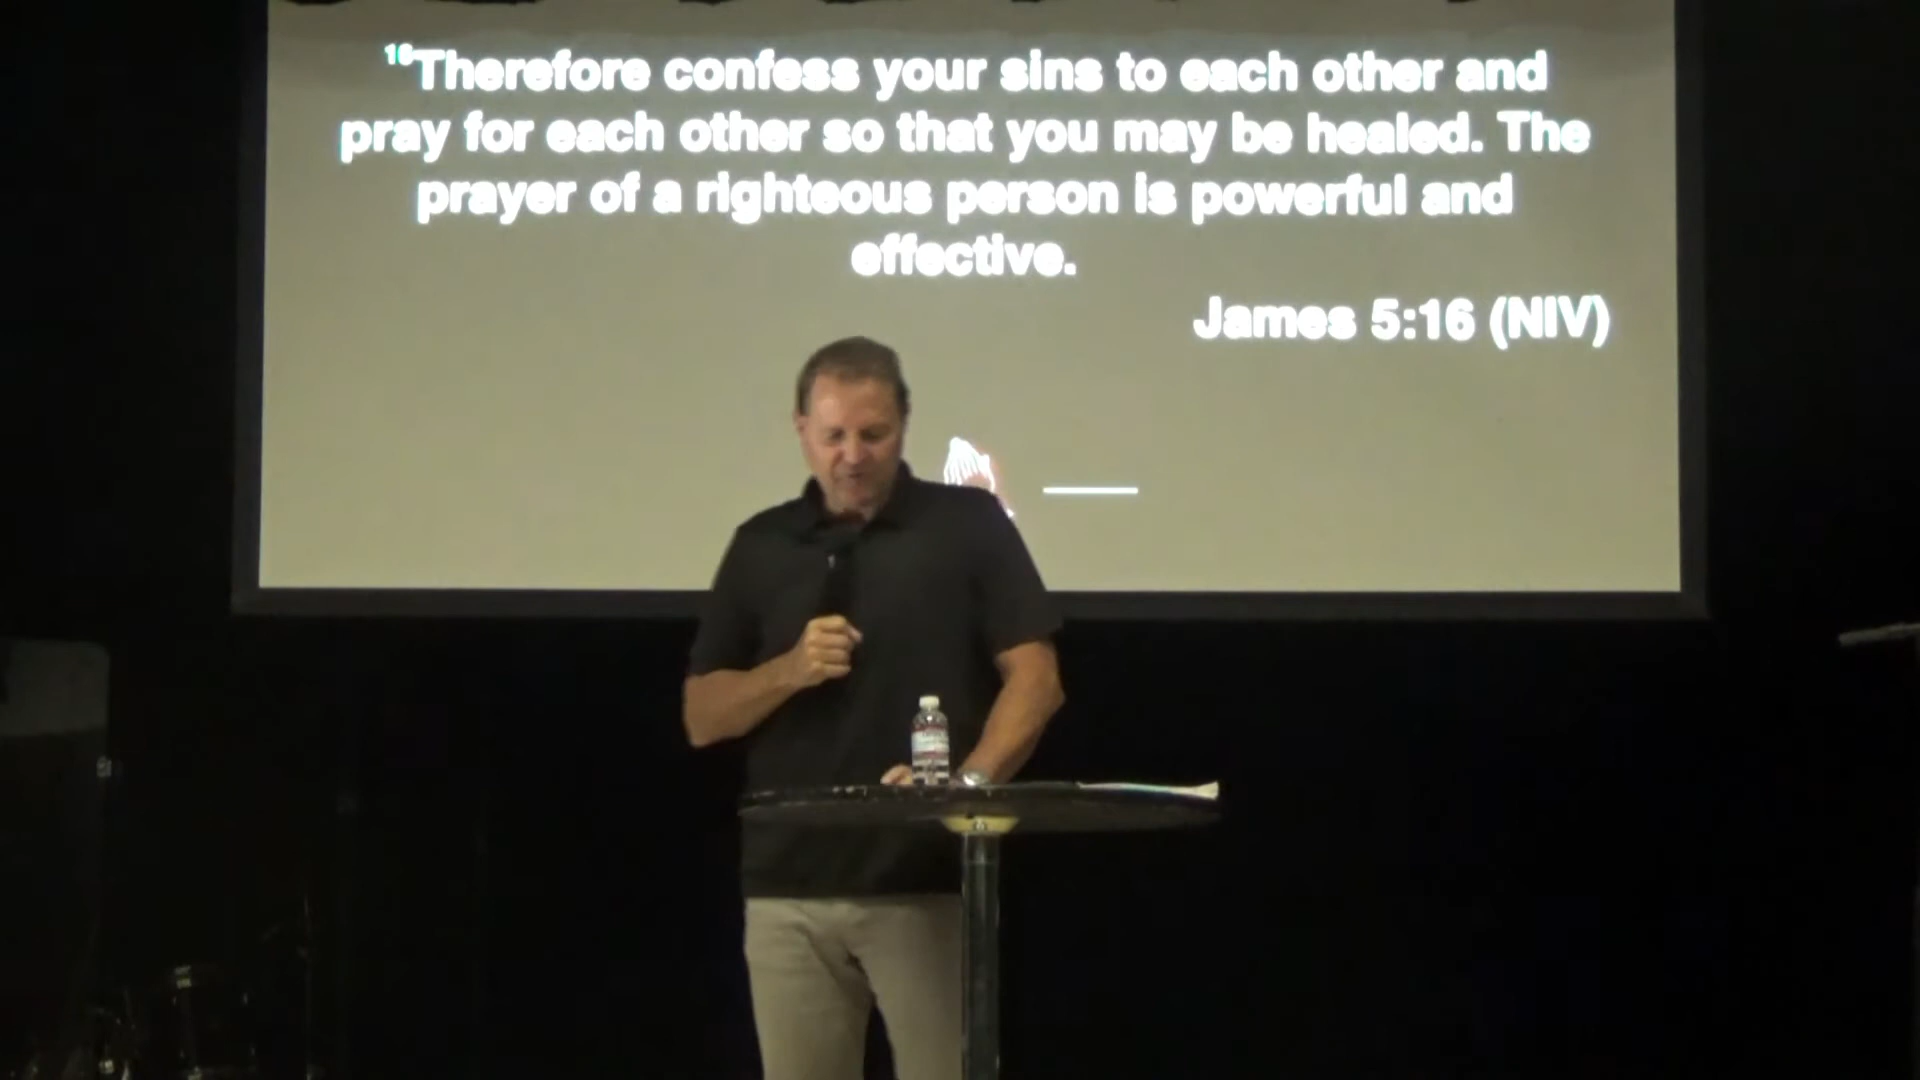 16Therefore confess your sins to each other and
pray for each other so that you may be healed. The
prayer of a righteous person is powerful and
effective.
James 5:16 (NIV)